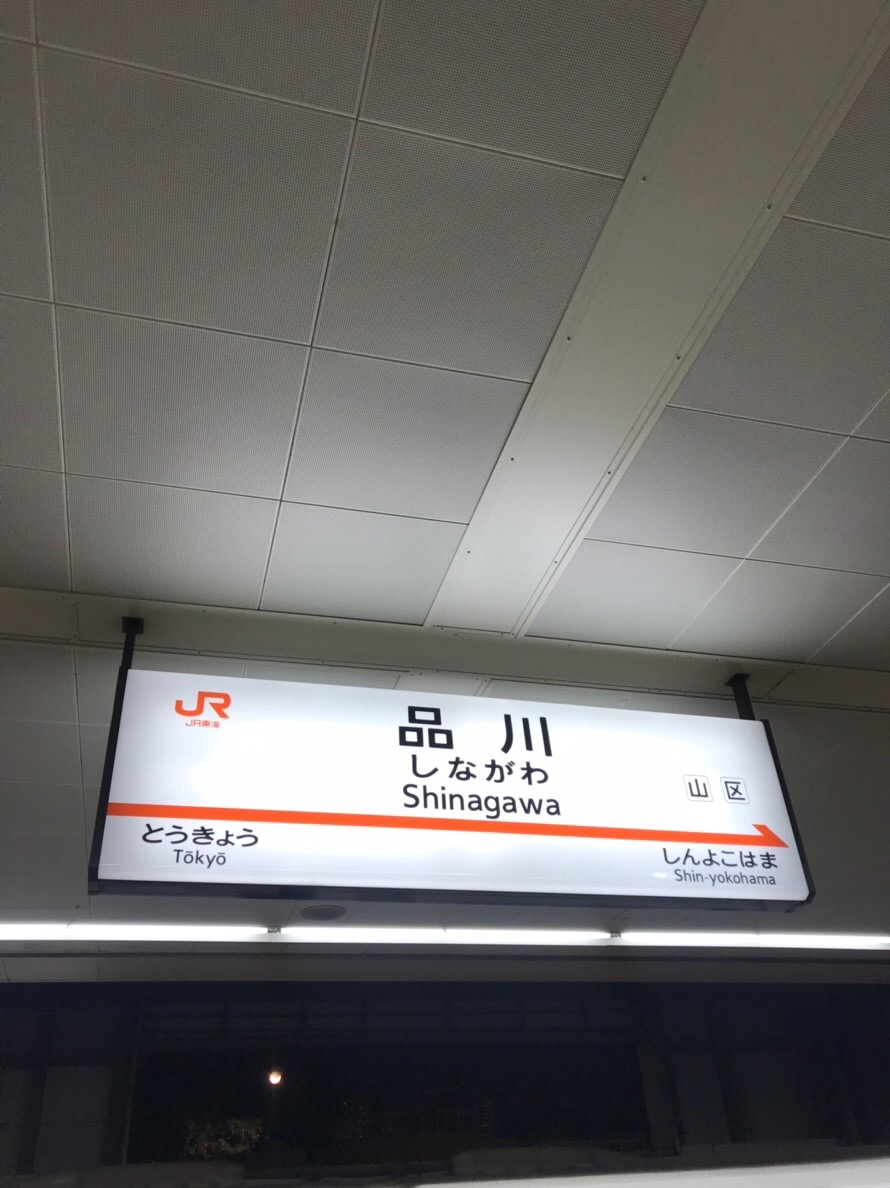 JR
JR東海
品川
しながわ
Shinagawa
山 区
とうきょう
Tōkyō
しんよこはま
Shin-yokohama